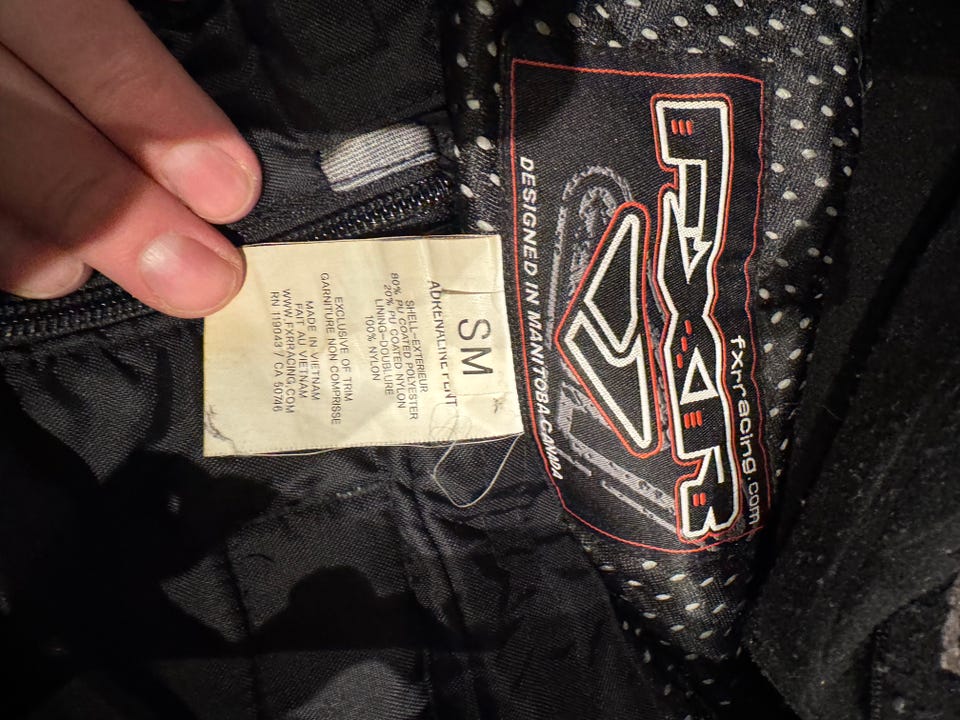 SM
ADRENALINE
SHELL-EXTERIEUR
80% PU COATED POLYESTER
20% PU COATED NYLON
LINING-DOUBLURE
100% NYLON
EXCLUSIVE OF TRIM
GARNITURE NON COMPRISSE
MADE IN VIETNAM
FAIT AU VIETNAM
WWW.FXRRACING.COM
RN 119043 / CA 50746
fxrracing.com
FXR
DESIGNED IN MANITOBA CANADA